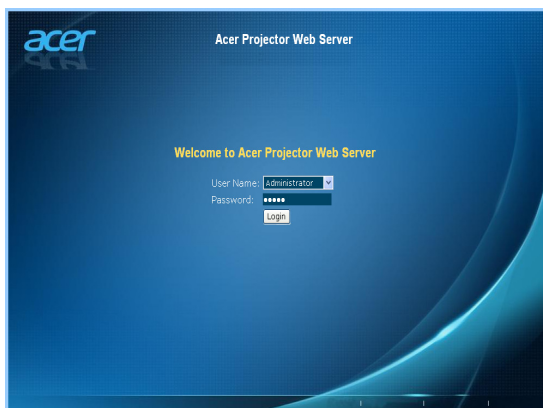 acer
Acer Projector Web Server
Welcome to Acer Projector Web Server
User Name: Administrator
Password: •••••
Login